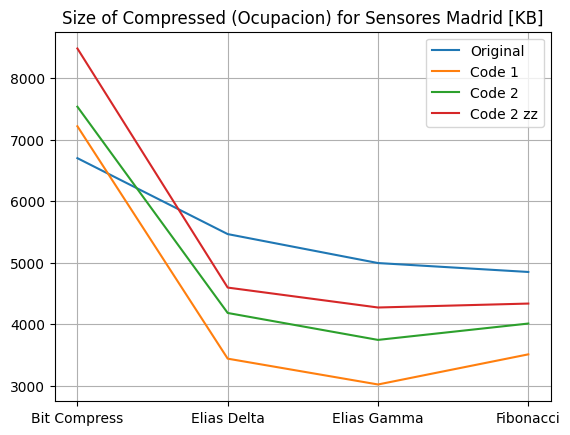 Size of Compressed (Ocupacion) for Sensores Madrid [KB]
Original
Code 1
Code 2
Code 2 zz
8000
7000
6000
5000
4000
3000
Bit Compress
Elias Delta
Elias Gamma
Fibonacci